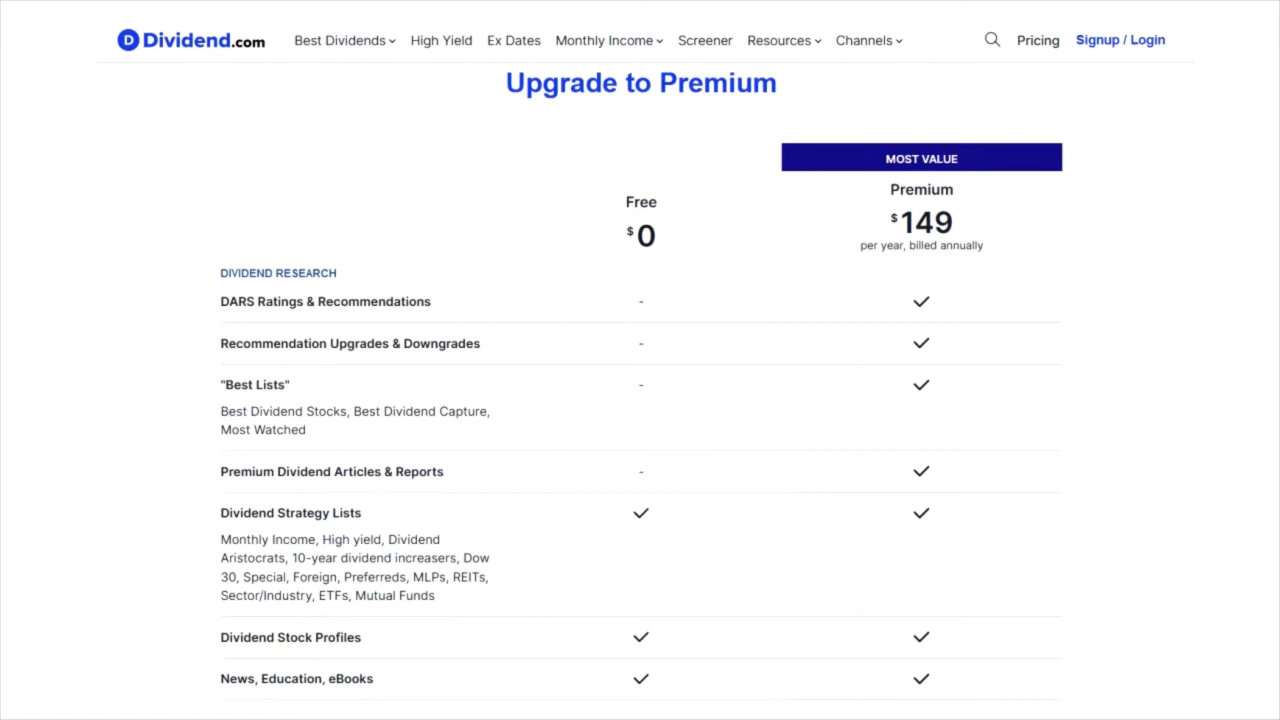 D Dividend.com Best Dividends High Yield Ex Dates Monthly Income Screener Resources Channels Pricing Signup / Login
Upgrade to Premium
MOST VALUE
Free Premium
$0 $149
per year, billed annually
DIVIDEND RESEARCH
DARS Ratings & Recommendations - ✓
Recommendation Upgrades & Downgrades - ✓
"Best Lists" - ✓
Best Dividend Stocks, Best Dividend Capture,
Most Watched
Premium Dividend Articles & Reports - ✓
Dividend Strategy Lists ✓ ✓
Monthly Income, High yield, Dividend
Aristocrats, 10-year dividend increasers, Dow
30, Special, Foreign, Preferreds, MLPs, REITs,
Sector/Industry, ETFs, Mutual Funds
Dividend Stock Profiles ✓ ✓
News, Education, eBooks ✓ ✓